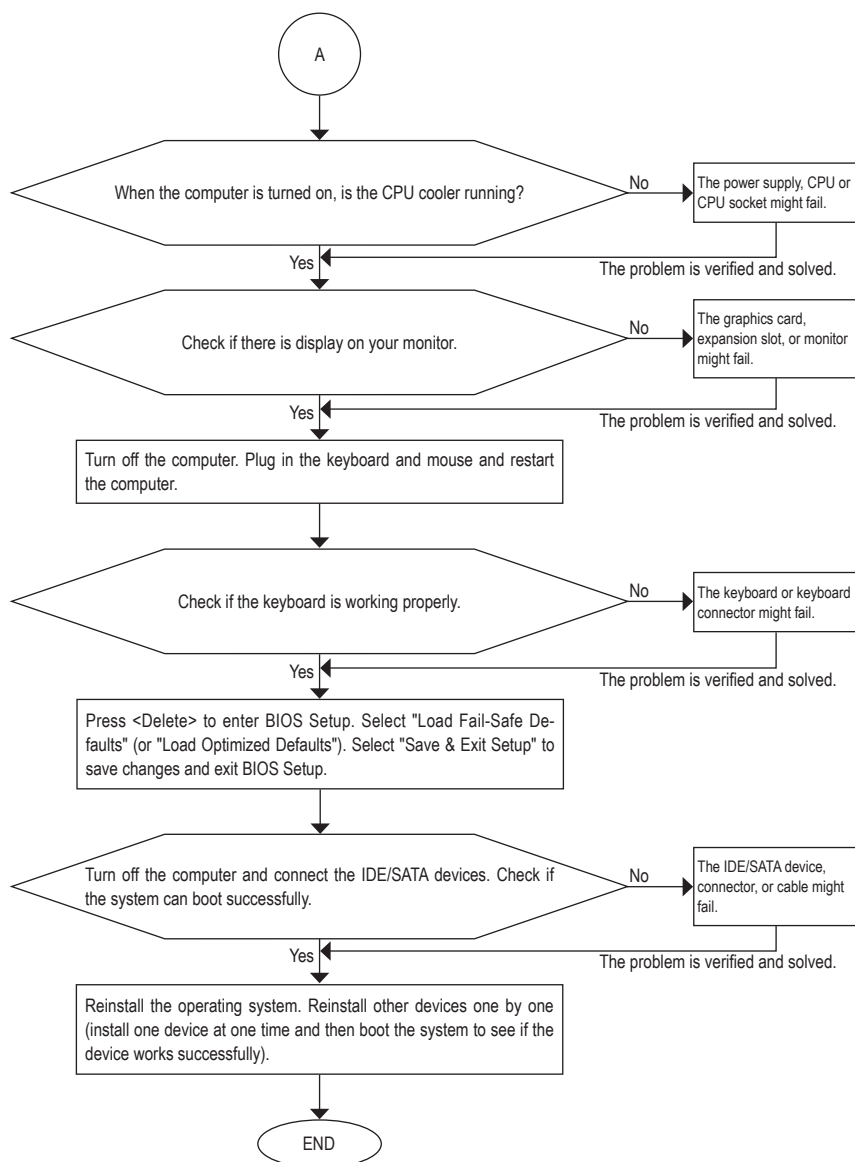 A
When the computer is turned on, is the CPU cooler running?
No
The power supply, CPU or
CPU socket might fail.
Yes
The problem is verified and solved.
Check if there is display on your monitor.
No
The graphics card,
expansion slot, or monitor
might fail.
Yes
The problem is verified and solved.
Turn off the computer. Plug in the keyboard and mouse and restart
the computer.
Check if the keyboard is working properly.
No
The keyboard or keyboard
connector might fail.
Yes
The problem is verified and solved.
Press <Delete> to enter BIOS Setup. Select "Load Fail-Safe De-
faults" (or "Load Optimized Defaults"). Select "Save & Exit Setup" to
save changes and exit BIOS Setup.
Turn off the computer and connect the IDE/SATA devices. Check if
the system can boot successfully.
No
The IDE/SATA device,
connector, or cable might
fail.
Yes
The problem is verified and solved.
Reinstall the operating system. Reinstall other devices one by one
(install one device at one time and then boot the system to see if the
device works successfully).
END